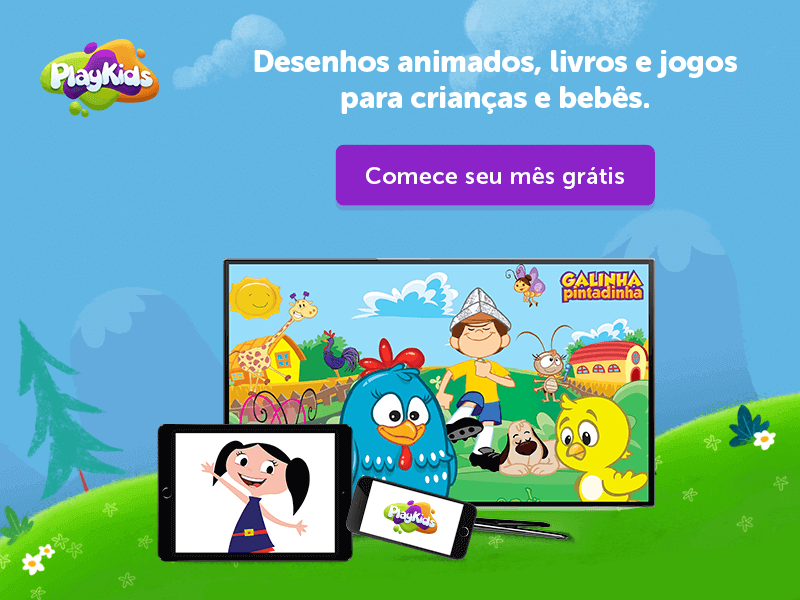 PlayKids
Desenhos animados, livros e jogos
para crianças e bebês.
Comece seu mês grátis
GALINHA
pintadinha
PlayKids